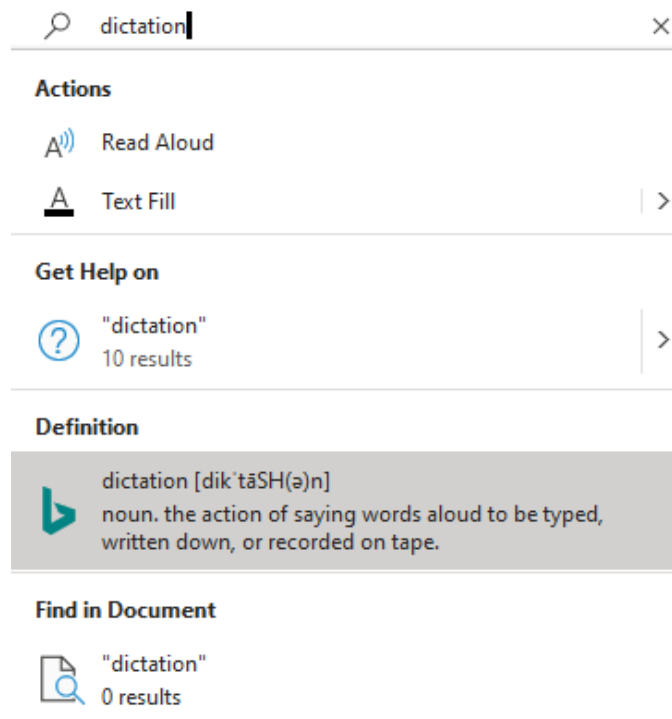 dictation
Actions
Read Aloud
Text Fill
Get Help on
"dictation"
10 results
Definition
dictation [dikˈtāSH(ə)n]
noun. the action of saying words aloud to be typed,
written down, or recorded on tape.
Find in Document
"dictation"
0 results